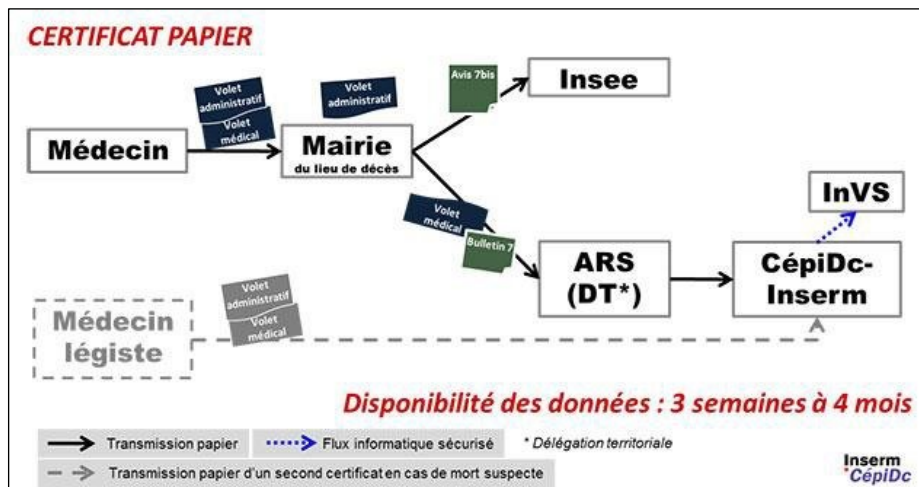 CERTIFICAT PAPIER
Volet
administratif
Volet
médical
Volet
administratif
Avis 7bis
Insee
Médecin
Mairie
du lieu de décès
Volet
médical
Bulletin 7
InVS
ARS
(DT*)
CépiDc-
Inserm
Volet
administratif
Volet
médical
Médecin
légiste
Disponibilité des données : 3 semaines à 4 mois
Transmission papier
Flux informatique sécurisé
* Délégation territoriale
Transmission papier d'un second certificat en cas de mort suspecte
Inserm
CépiDc